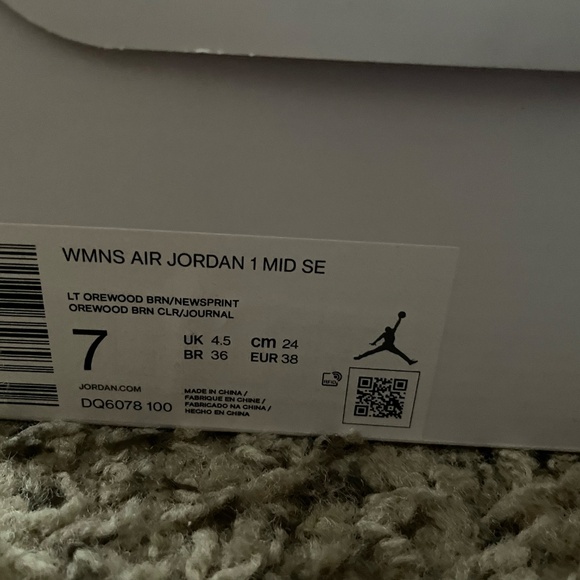 WMNS AIR JORDAN 1 MID SE
LT OREWOOD BRN/NEWSPRINT
OREWOOD BRN CLR/JOURNAL
7
UK 4.5 cm 24
BR 36 EUR 38
JORDAN.COM
DQ6078 100
MADE IN CHINA /
FABRIQUE EN CHINE /
FABRICADO NA CHINA /
HECHO EN CHINA
RFID